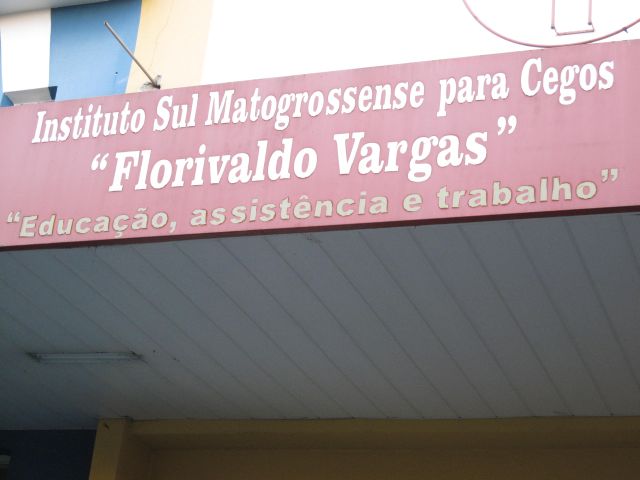 Instituto Sul Matogrossense para Cegos
“Florivaldo Vargas”
“Educação, assistência e trabalho”